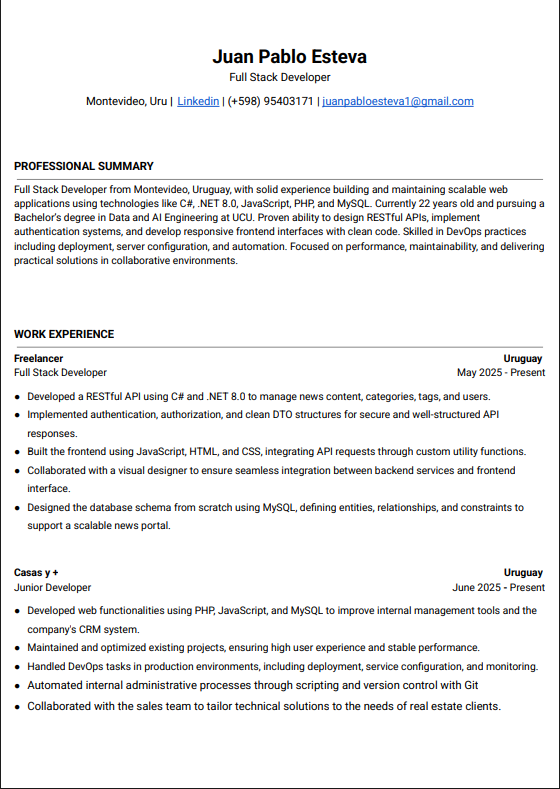 Juan Pablo Esteva
Full Stack Developer
Montevideo, Uru | Linkedin | (+598) 95403171 | juanpabloesteva1@gmail.com
PROFESSIONAL SUMMARY
Full Stack Developer from Montevideo, Uruguay, with solid experience building and maintaining scalable web
applications using technologies like C#, .NET 8.0, JavaScript, PHP, and MySQL. Currently 22 years old and pursuing a
Bachelor's degree in Data and AI Engineering at UCU. Proven ability to design RESTful APIs, implement
authentication systems, and develop responsive frontend interfaces with clean code. Skilled in DevOps practices
including deployment, server configuration, and automation. Focused on performance, maintainability, and delivering
practical solutions in collaborative environments.
WORK EXPERIENCE
Freelancer Uruguay
Full Stack Developer May 2025 - Present
● Developed a RESTful API using C# and .NET 8.0 to manage news content, categories, tags, and users.
● Implemented authentication, authorization, and clean DTO structures for secure and well-structured API
responses.
● Built the frontend using JavaScript, HTML, and CSS, integrating API requests through custom utility functions.
● Collaborated with a visual designer to ensure seamless integration between backend services and frontend
interface.
● Designed the database schema from scratch using MySQL, defining entities, relationships, and constraints to
support a scalable news portal.
Casas y + Uruguay
Junior Developer June 2025 - Present
● Developed web functionalities using PHP, JavaScript, and MySQL to improve internal management tools and the
company's CRM system.
● Maintained and optimized existing projects, ensuring high user experience and stable performance.
● Handled DevOps tasks in production environments, including deployment, service configuration, and monitoring.
● Automated internal administrative processes through scripting and version control with Git
● Collaborated with the sales team to tailor technical solutions to the needs of real estate clients.